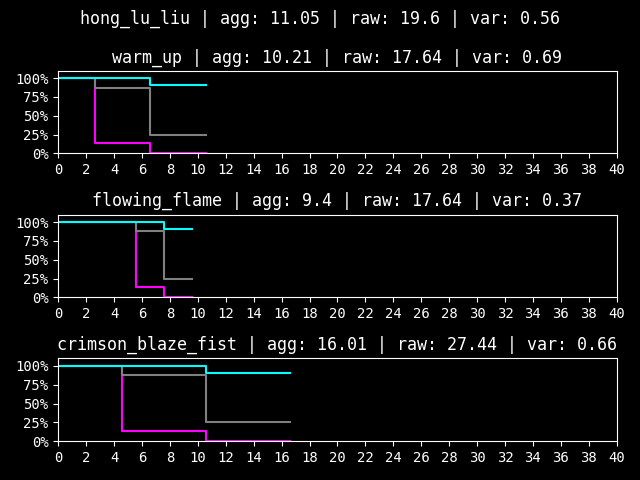 hong_lu_liu | agg: 11.05 | raw: 19.6 | var: 0.56
warm_up | agg: 10.21 | raw: 17.64 | var: 0.69
100%
75%
50%
25%
0%
0 2 4 6 8 10 12 14 16 18 20 22 24 26 28 30 32 34 36 38 40
flowing_flame | agg: 9.4 | raw: 17.64 | var: 0.37
100%
75%
50%
25%
0%
0 2 4 6 8 10 12 14 16 18 20 22 24 26 28 30 32 34 36 38 40
crimson_blaze_fist | agg: 16.01 | raw: 27.44 | var: 0.66
100%
75%
50%
25%
0%
0 2 4 6 8 10 12 14 16 18 20 22 24 26 28 30 32 34 36 38 40